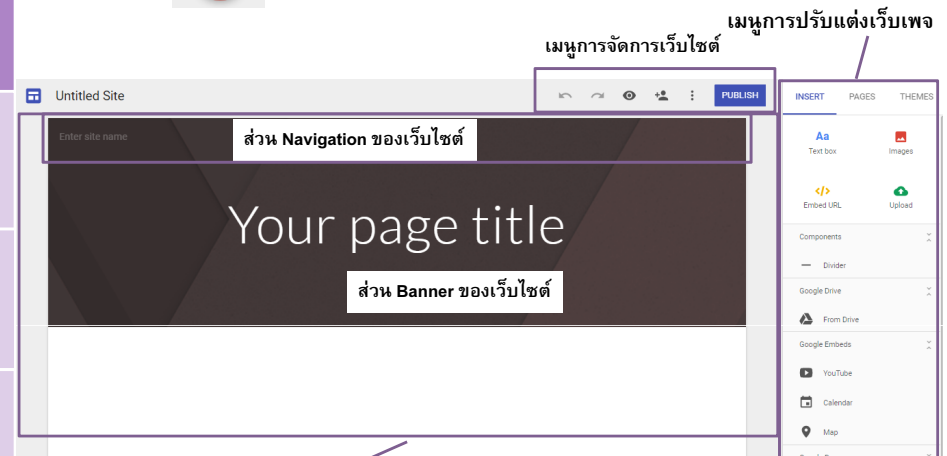 เมนูการปรับแต่งเว็บเพจ
เมนูการจัดการเว็บไซต์
Untitled Site
PUBLISH
INSERT PAGES THEMES
Enter site name
ส่วน Navigation ของเว็บไซต์
Aa
Text box Images
Your page title
</>
Embed URL Upload
Components
Divider
ส่วน Banner ของเว็บไซต์
Google Drive
From Drive
Google Embeds
YouTube
Calendar
Map